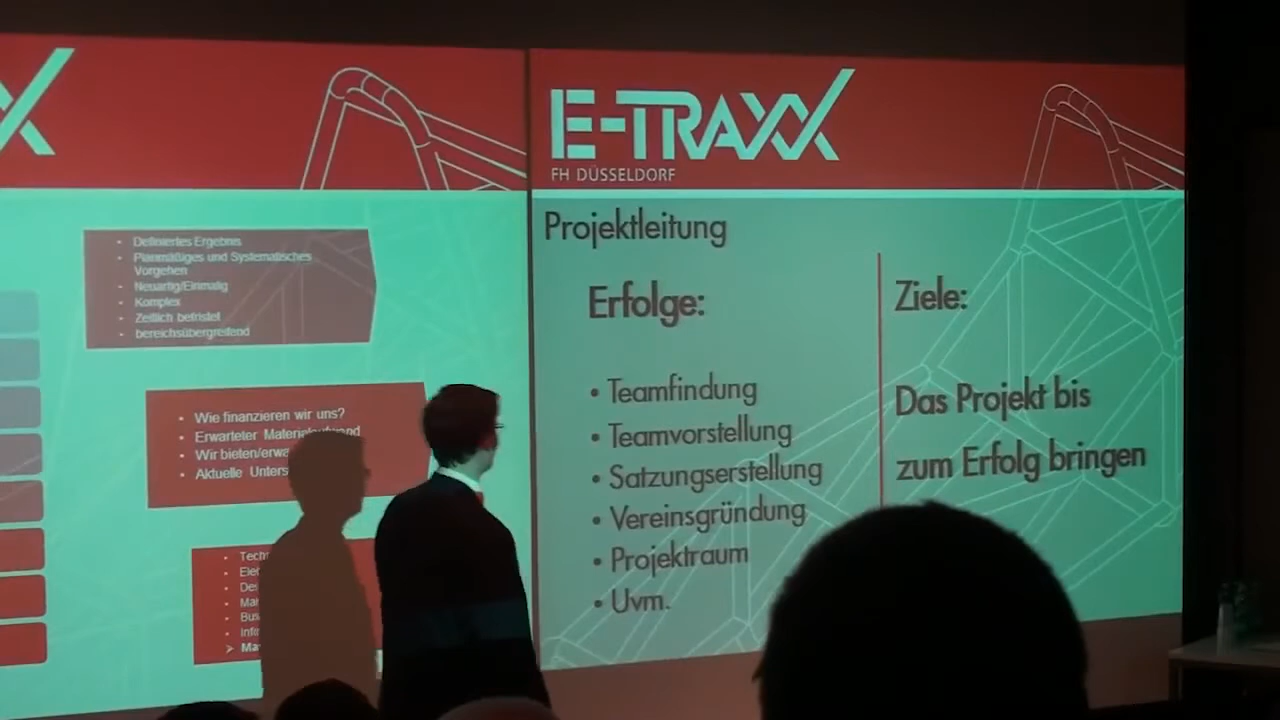 X
Definiertes Ergebnis
Planmäßiges und Systematisches
Vorgehen
Neuartig/Einmalig
Komplex
Zeitlich befristet
bereichsübergreifend
Wie finanzieren wir uns?
Erwarteter
Wir
Aktuelle
E-TRAXX
FH DÜSSELDORF
Projektleitung
Erfolge:
• Teamfindung
• Teamvorstellung
• Satzungserstellung
• Vereinsgründung
• Projektraum
• Uvm.
Ziele:
Das Projekt bis
zum Erfolg bringen